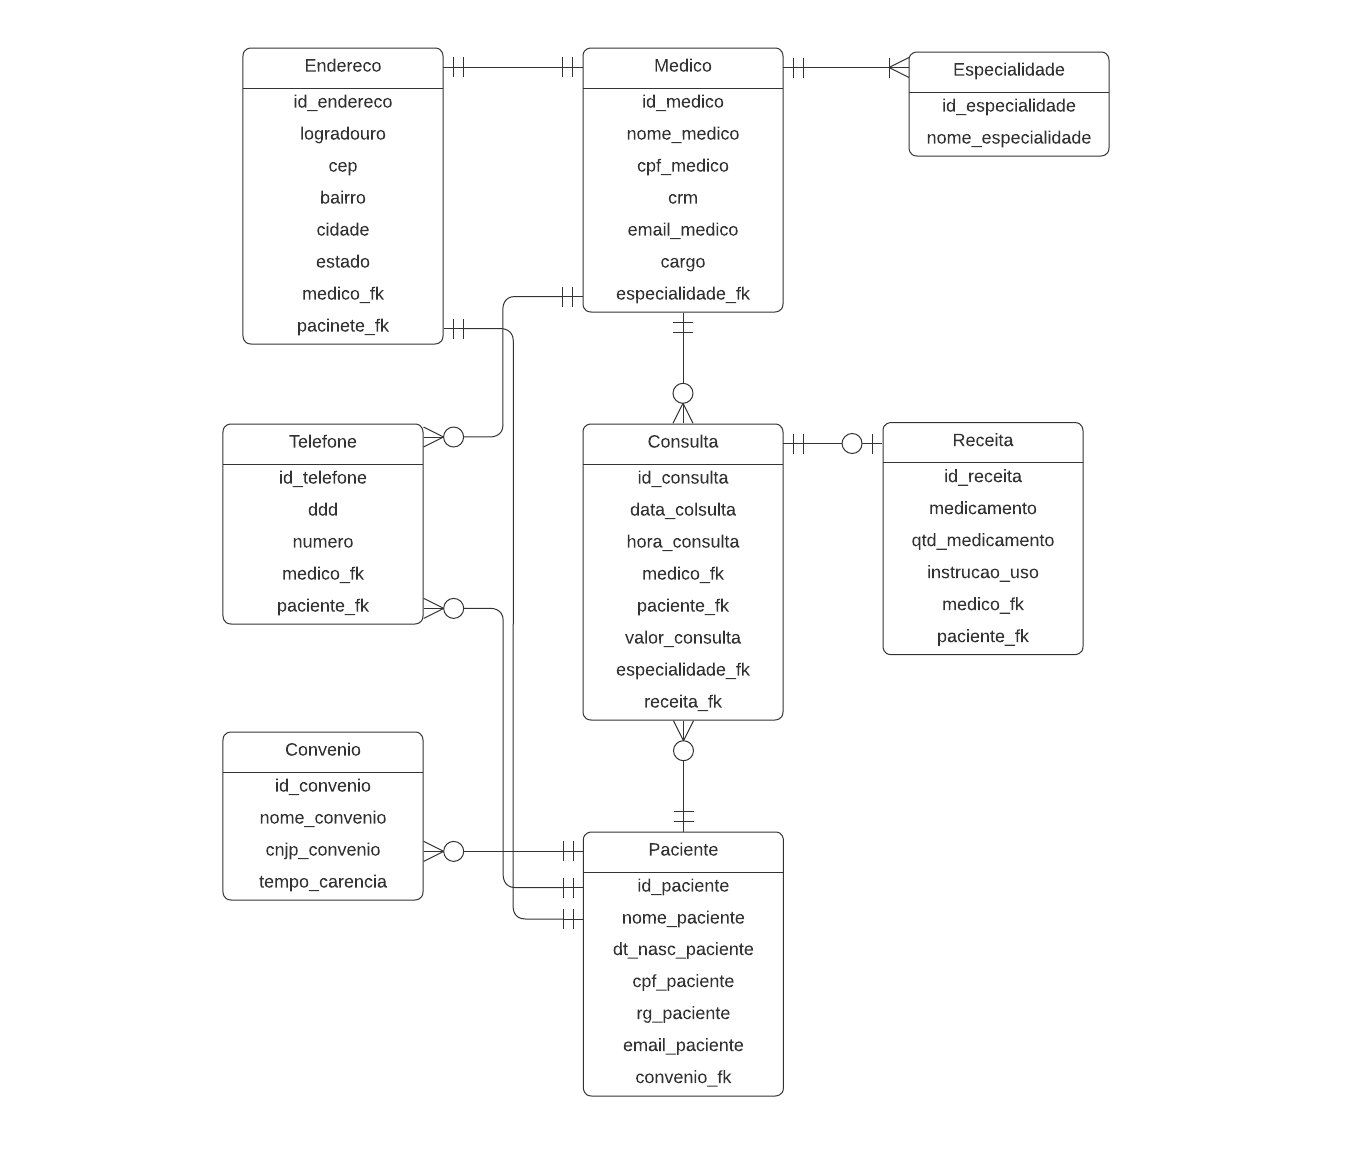 Endereco
id_endereco
logradouro
cep
bairro
cidade
estado
medico_fk
pacinete_fk
Medico
id_medico
nome_medico
cpf_medico
crm
email_medico
cargo
especialidade_fk
Especialidade
id_especialidade
nome_especialidade
Telefone
id_telefone
ddd
numero
medico_fk
paciente_fk
Consulta
id_consulta
data_colsulta
hora_consulta
medico_fk
paciente_fk
valor_consulta
especialidade_fk
receita_fk
Receita
id_receita
medicamento
qtd_medicamento
instrucao_uso
medico_fk
paciente_fk
Convenio
id_convenio
nome_convenio
cnjp_convenio
tempo_carencia
Paciente
id_paciente
nome_paciente
dt_nasc_paciente
cpf_paciente
rg_paciente
email_paciente
convenio_fk